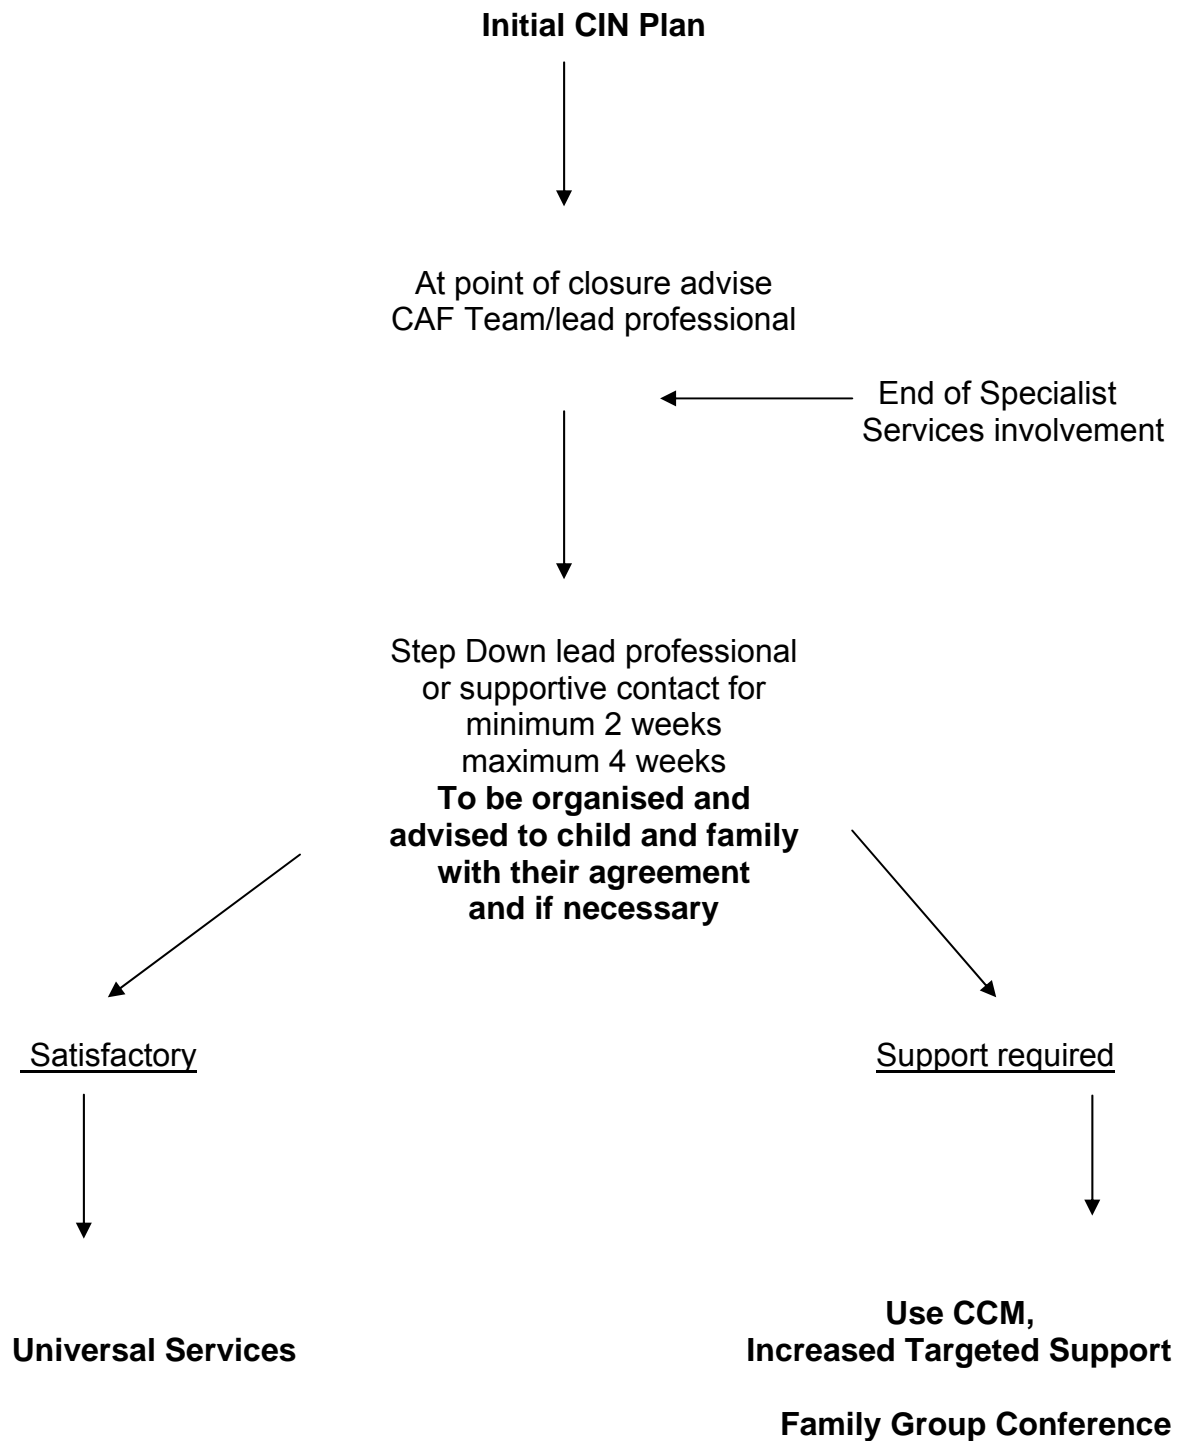 Initial CIN Plan
At point of closure advise
CAF Team/lead professional
End of Specialist
Services involvement
Step Down lead professional
or supportive contact for
minimum 2 weeks
maximum 4 weeks
To be organised and
advised to child and family
with their agreement
and if necessary
Satisfactory
Support required
Universal Services
Use CCM,
Increased Targeted Support
Family Group Conference